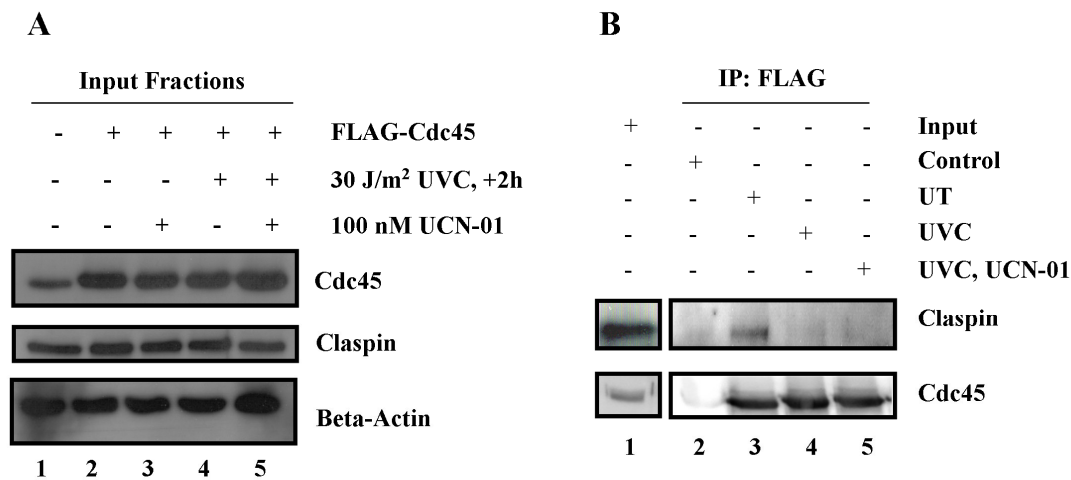 A
Input Fractions
- + + + + FLAG-Cdc45
- - - + + 30 J/m² UVC, +2h
- - + - + 100 nM UCN-01
Cdc45
Claspin
Beta-Actin
1 2 3 4 5
B
IP: FLAG
+ - - - - Input
- + - - - Control
- - + - - UT
- - - + - UVC
- - - - + UVC, UCN-01
Claspin
Cdc45
1 2 3 4 5